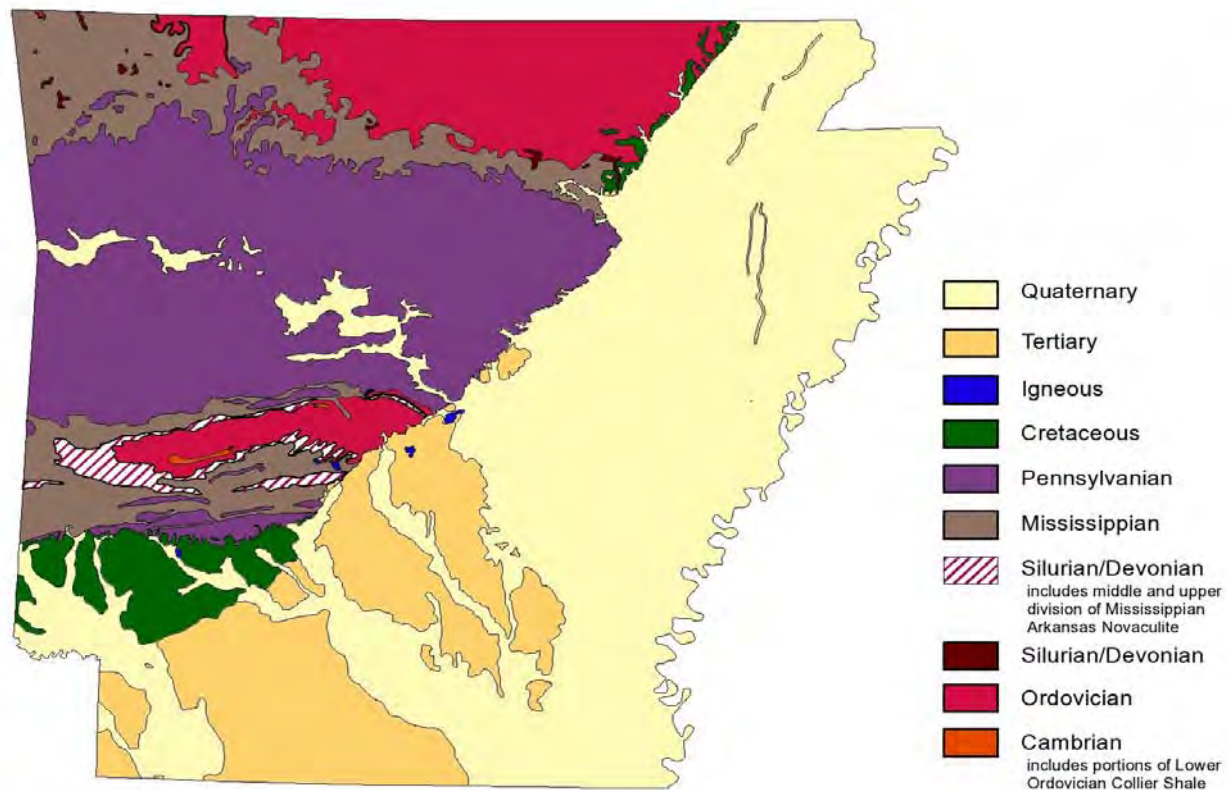 Quaternary
Tertiary
Igneous
Cretaceous
Pennsylvanian
Mississippian
Silurian/Devonian
includes middle and upper
division of Mississippian
Arkansas Novaculite
Silurian/Devonian
Ordovician
Cambrian
includes portions of Lower
Ordovician Collier Shale